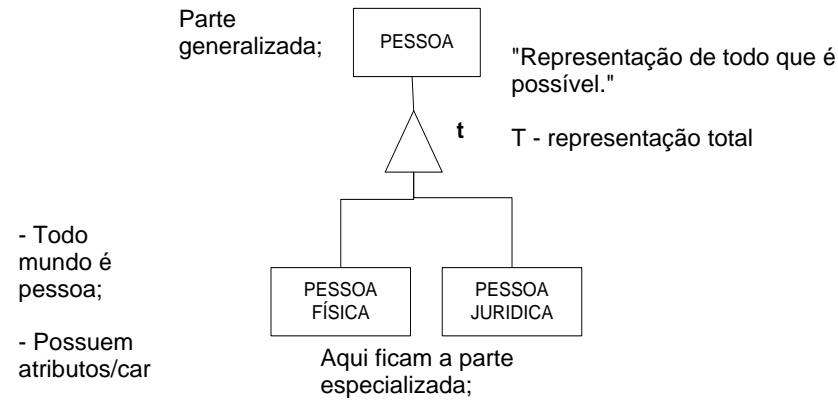 Parte
generalizada;
PESSOA
"Representação de todo que é
possível."
t
T - representação total
- Todo
mundo é
pessoa;
- Possuem
atributos/car
PESSOA
FÍSICA
PESSOA
JURIDICA
Aqui ficam a parte
especializada;